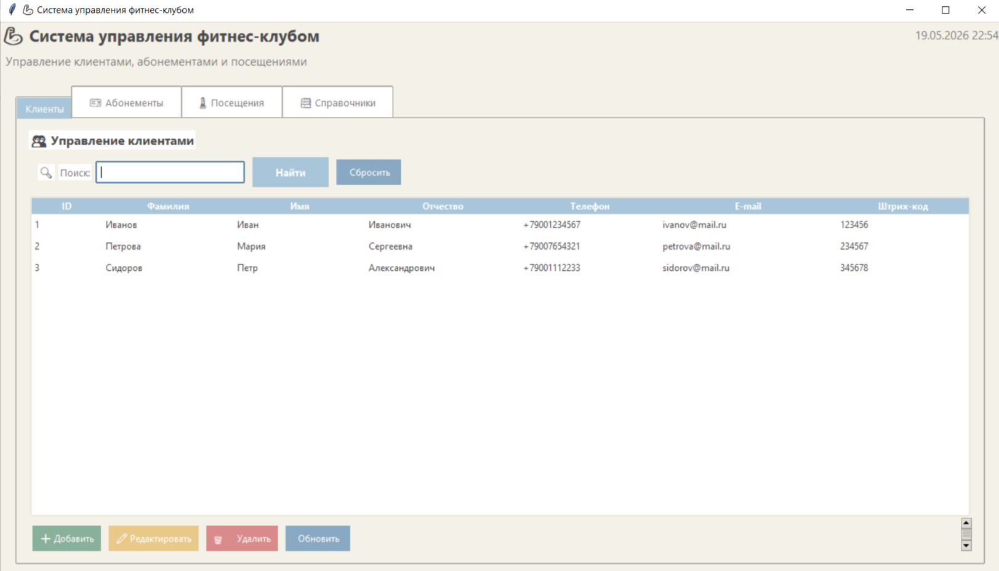 Система управления фитнес-клубом
Система управления фитнес-клубом 19.05.2026 22:54
Управление клиентами, абонементами и посещениями
Клиенты Абонементы Посещения Справочники
Управление клиентами
Поиск: Найти Сбросить
ID Фамилия Имя Отчество Телефон E-mail Штрих-код
1 Иванов Иван Иванович +79001234567 ivanov@mail.ru 123456
2 Петрова Мария Сергеевна +79007654321 petrova@mail.ru 234567
3 Сидоров Петр Александрович +79001112233 sidorov@mail.ru 345678
+ Добавить Редактировать Удалить Обновить